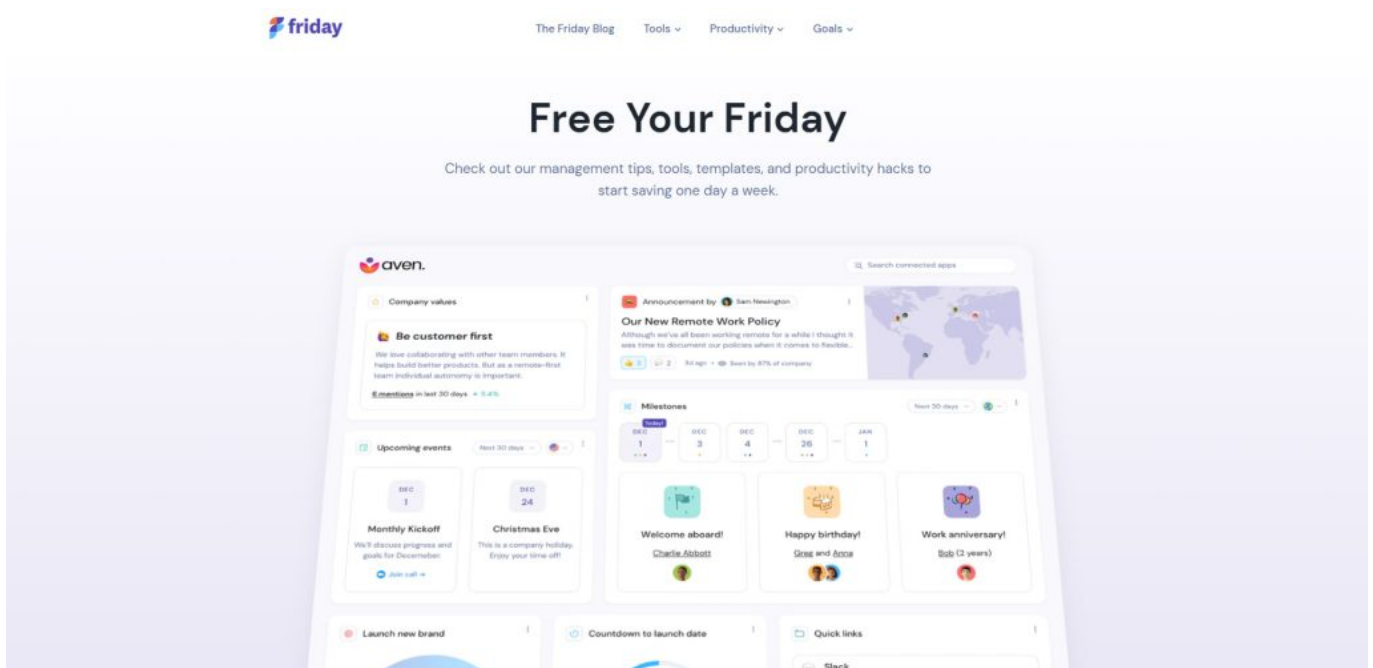 friday
The Friday Blog
Tools
Productivity
Goals
Free Your Friday
Check out our management tips, tools, templates, and productivity hacks to
start saving one day a week.
aven.
Search connected apps
Company values
Be customer first
We love collaborating with other team members. It
helps build better products. But as a remote-first
team individual autonomy is important.
8 mentions in last 30 days 5.4%
Announcement by Sam Newington
Our New Remote Work Policy
Although we've all been working remote for a while I thought it
was time to document our policies when it comes to flexible...
3 2 3d ago • Seen by 87% of company
Milestones
Next 30 days
Today!
DEC
1
DEC
3
DEC
4
DEC
26
JAN
1
Upcoming events
Next 30 days
DEC
1
Monthly Kickoff
We'll discuss progress and
goals for Decemeber.
Join call →
DEC
24
Christmas Eve
This is a company holiday.
Enjoy your time off!
Welcome aboard!
Charlie Abbott
Happy birthday!
Greg and Anna
Work anniversary!
Bob (2 years)
Launch new brand
Countdown to launch date
Quick links
Slack